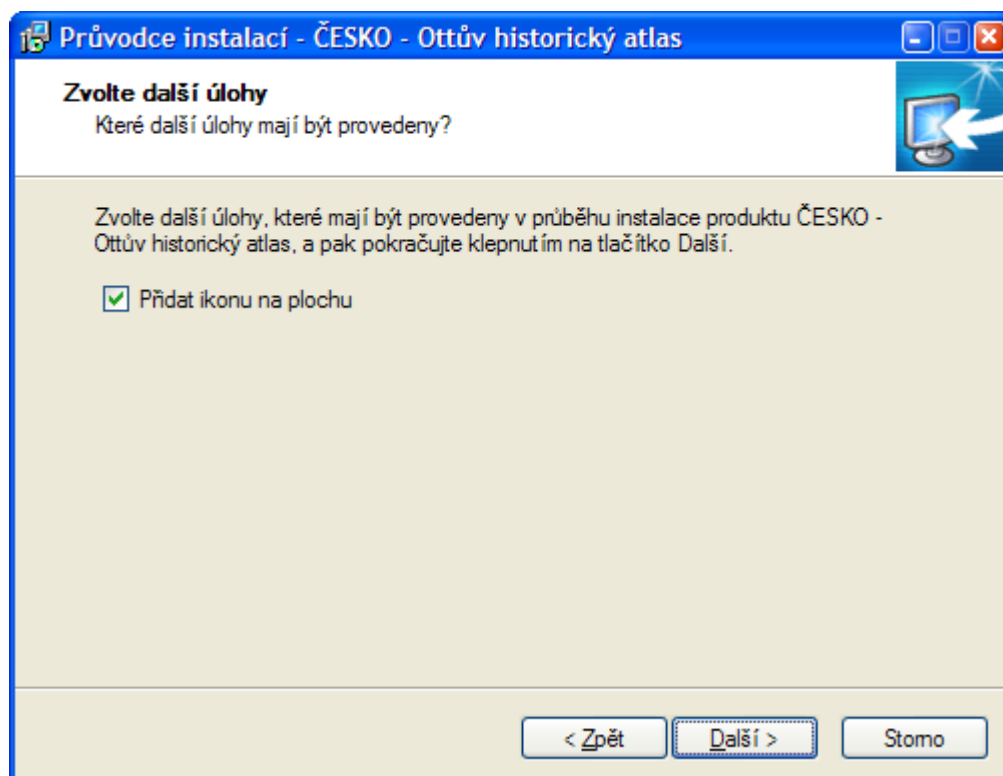 Průvodce instalací - ČESKO - Ottův historický atlas
Zvolte další úlohy
Které další úlohy mají být provedeny?
Zvolte další úlohy, které mají být provedeny v průběhu instalace produktu ČESKO -
Ottův historický atlas, a pak pokračujte klepnutím na tlačítko Další.
Přidat ikonu na plochu
< Zpět
Další >
Storno